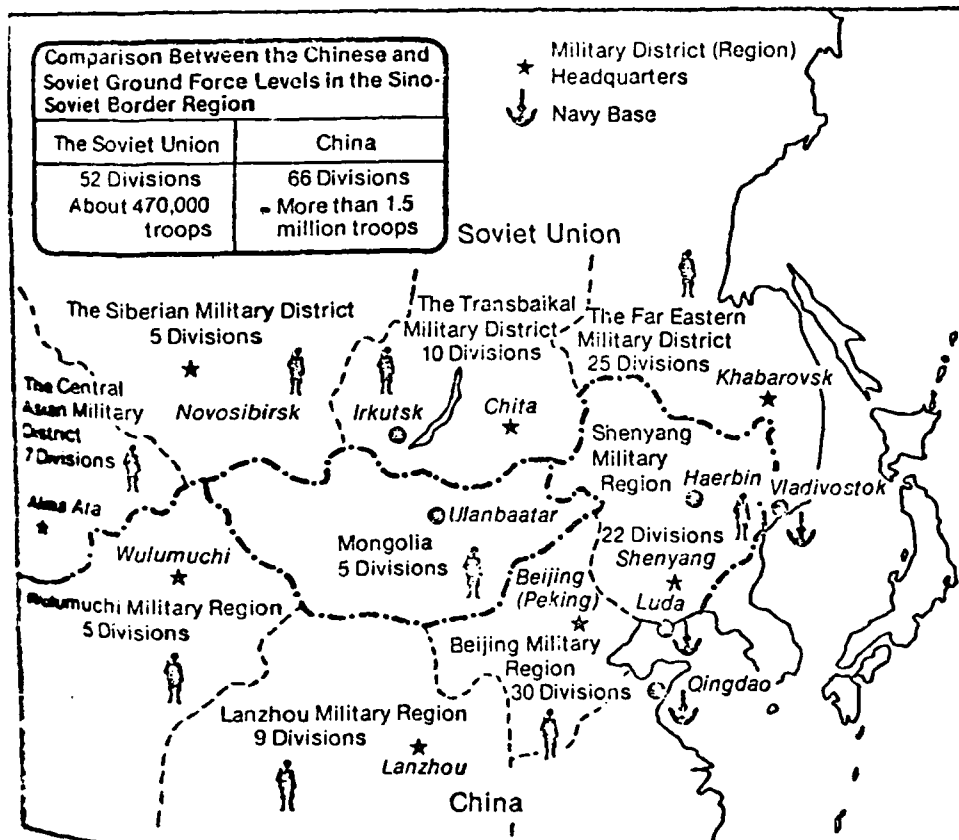 Comparison Between the Chinese and
Soviet Ground Force Levels in the Sino-
Soviet Border Region
The Soviet Union
China
52 Divisions
About 470,000
troops
66 Divisions
More than 1.5
million troops
Military District (Region)
Headquarters
Navy Base
Soviet Union
The Siberian Military District
5 Divisions
Novosibirsk
The Transbaikal
Military District
10 Divisions
Irkutsk
Chita
The Far Eastern
Military District
25 Divisions
Khabarovsk
The Central
Asian Military
District
7 Divisions
Alma Ata
Wulumuchi
Wulumuchi Military Region
5 Divisions
Ulanbaatar
Mongolia
5 Divisions
Shenyang
Military
Region
Haerbin
Vladivostok
22 Divisions
Shenyang
Luda
Beijing
(Peking)
Beijing Military
Region
30 Divisions
Qingdao
Lanzhou Military Region
9 Divisions
Lanzhou
China